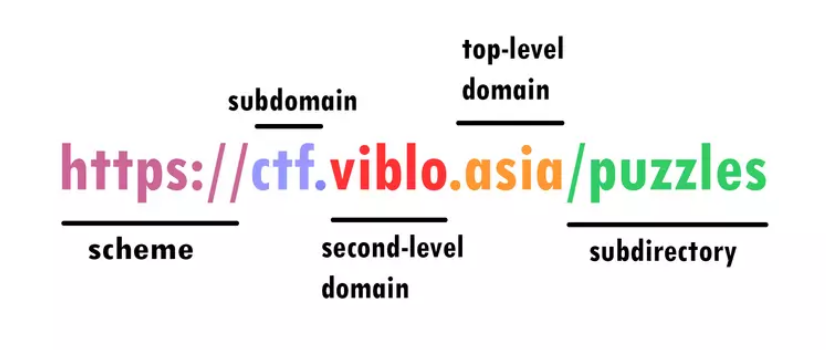 top-level
domain
subdomain
https://ctf.viblo.asia/puzzles
scheme
second-level
domain
subdirectory